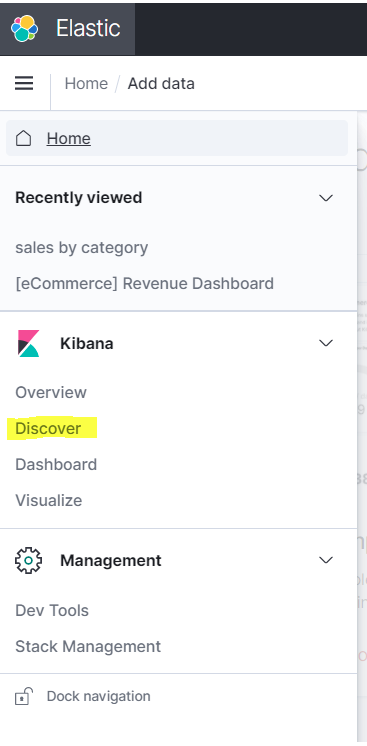 Elastic
Home / Add data
Home
Recently viewed
sales by category
[eCommerce] Revenue Dashboard
Kibana
Overview
Discover
Dashboard
Visualize
Management
Dev Tools
Stack Management
Dock navigation